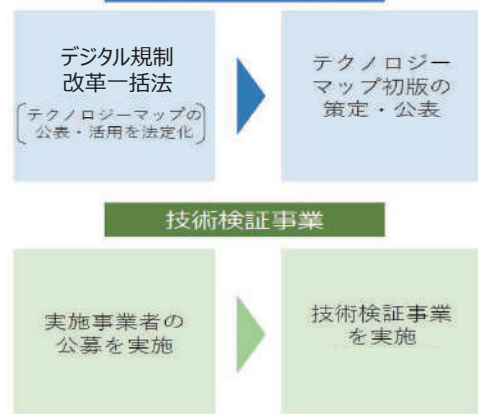 デジタル規制
改革一括法
テクノロジーマップの
公表・活用を法定化
テクノロジー
マップ初版の
策定・公表
技術検証事業
実施事業者の
公募を実施
技術検証事業
を実施